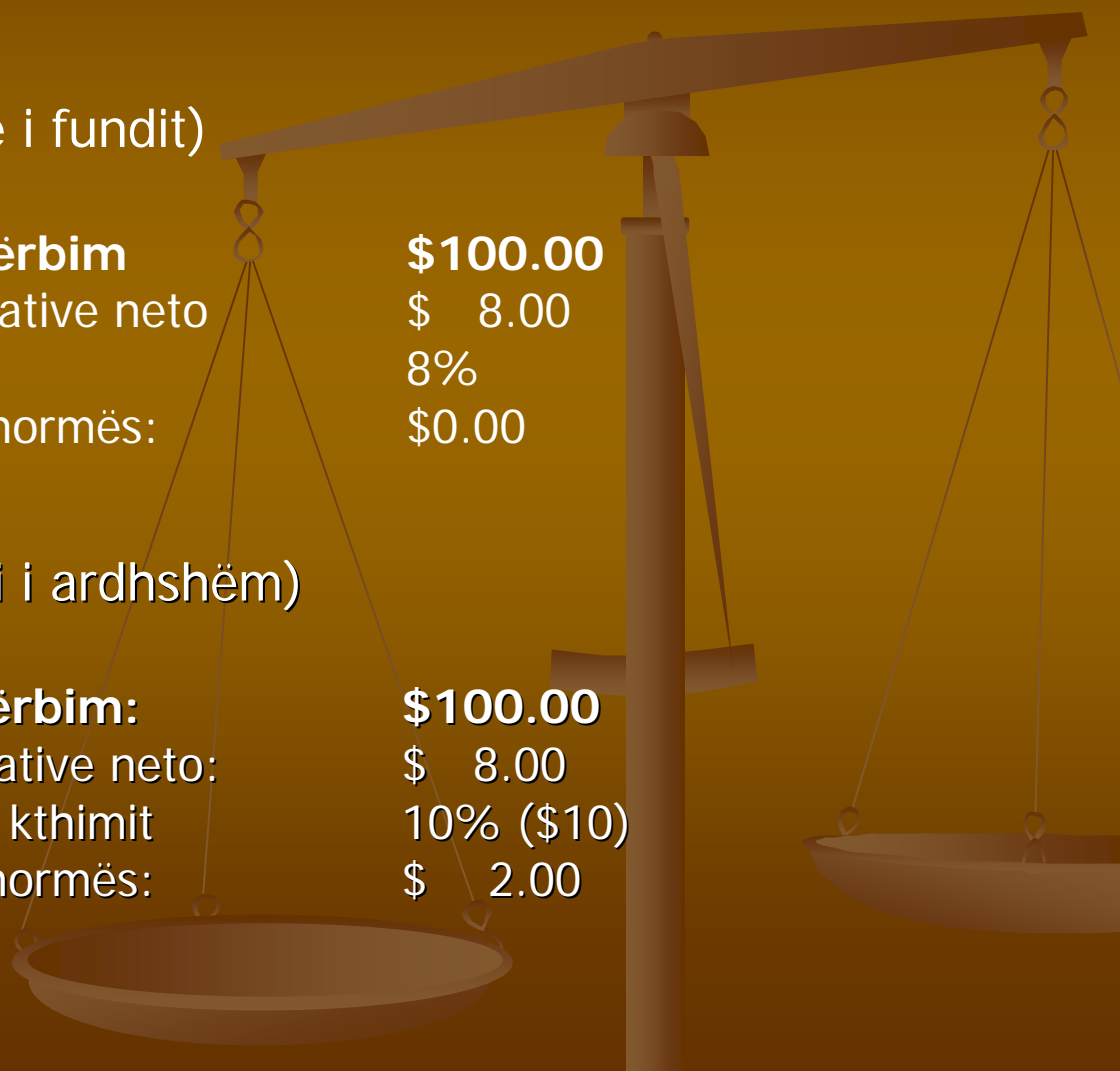 e i fundit)
ërbim $100.00
ative neto $ 8.00
8%
normës: $0.00
i i ardhshëm)
ërbim: $100.00
ative neto: $ 8.00
kthimit 10% ($10)
normës: $ 2.00